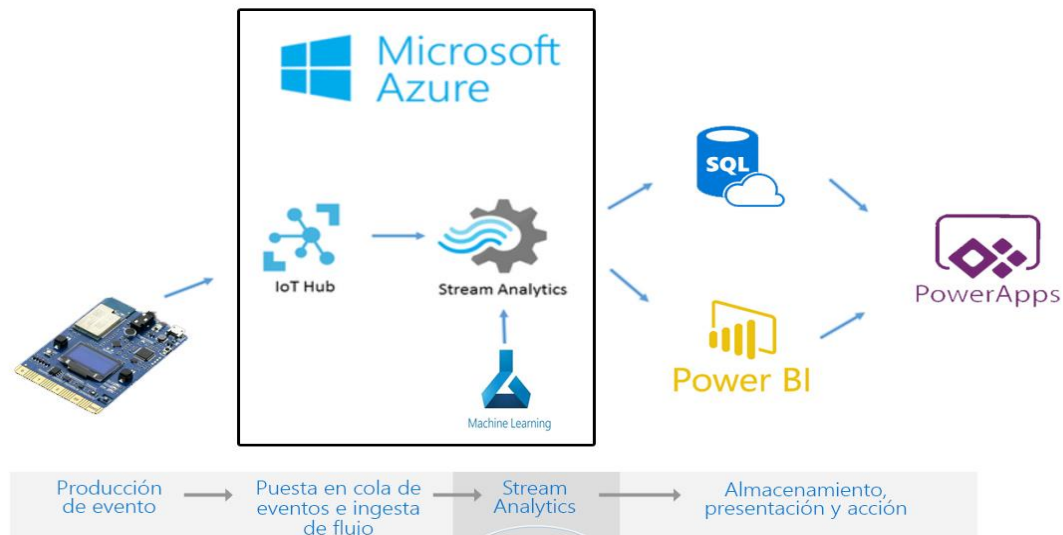 Microsoft
Azure
SQL
IoT Hub
Stream Analytics
PowerApps
Power BI
Machine Learning
Producción
de evento
Puesta en cola de
eventos e ingesta
de flujo
Stream
Analytics
Almacenamiento,
presentación y acción